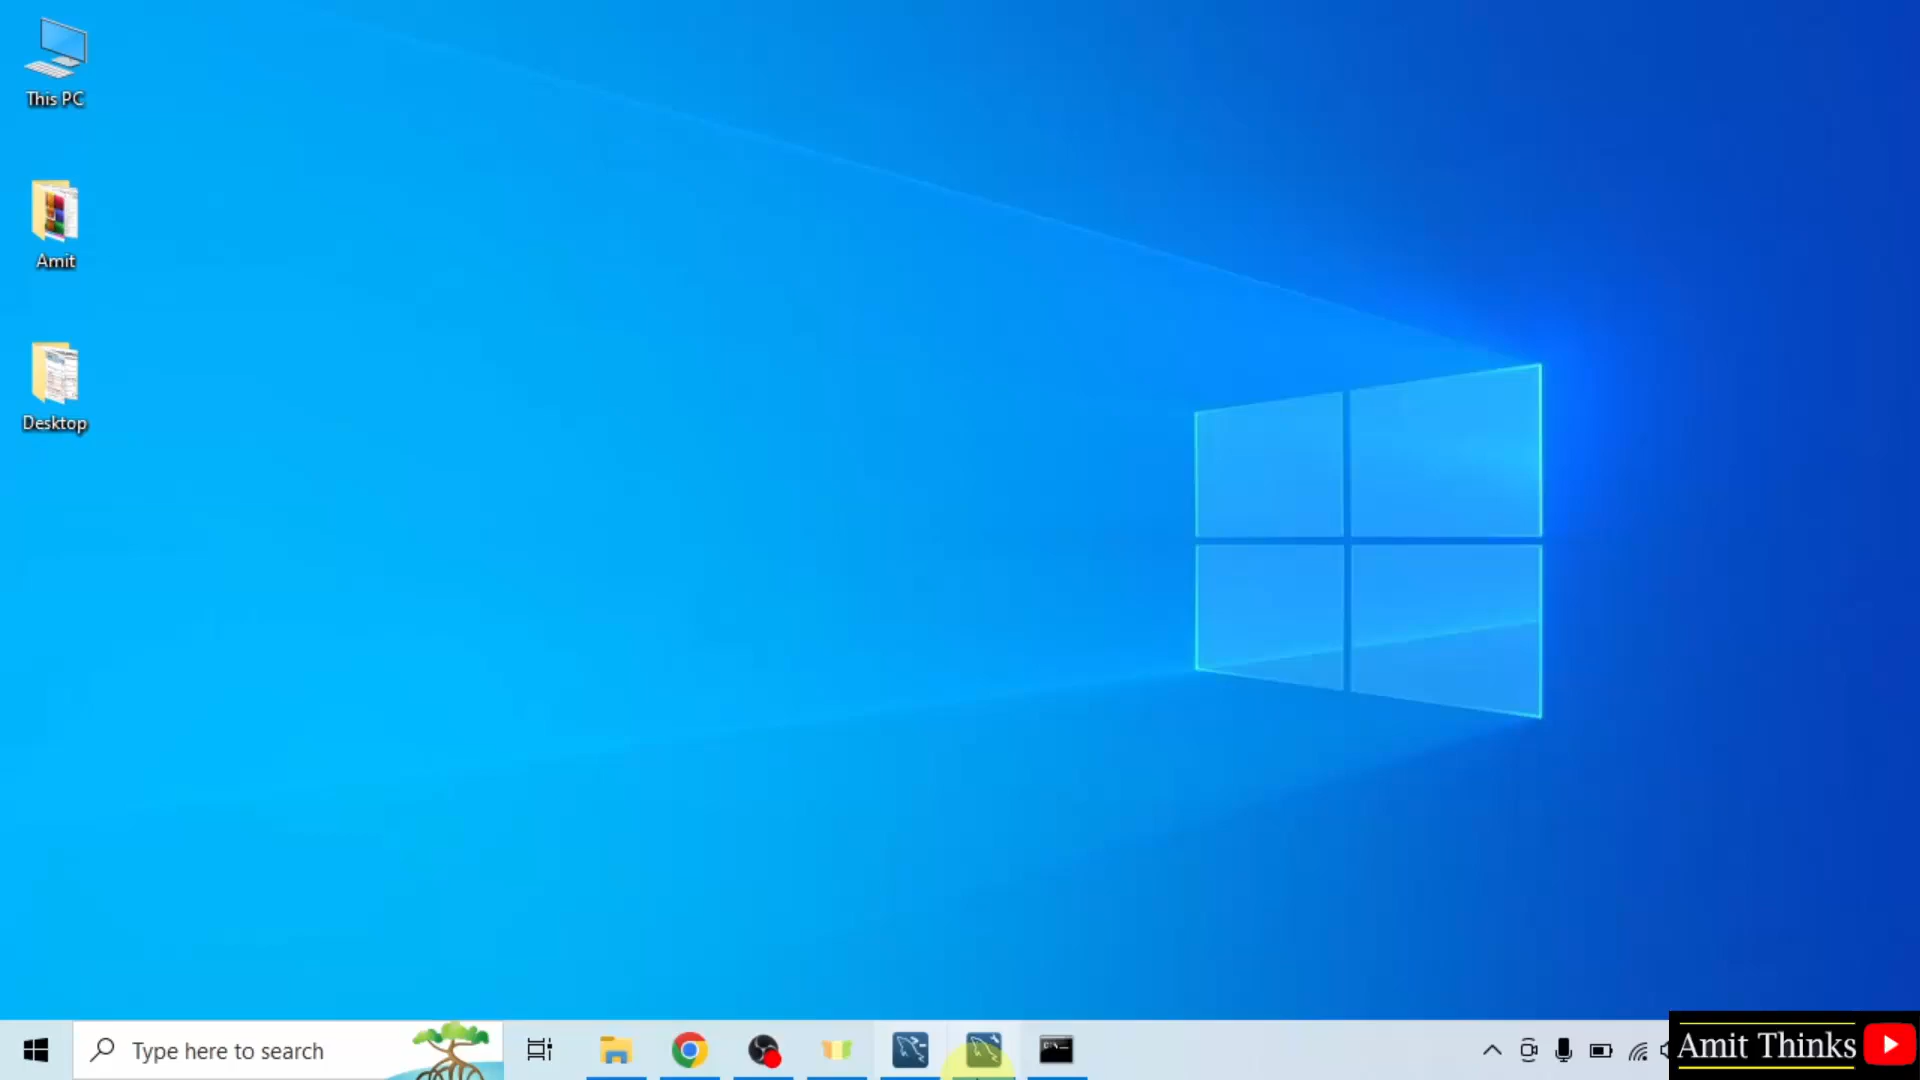 This PC
Amit
Desktop
Type here to search
Amit Thinks